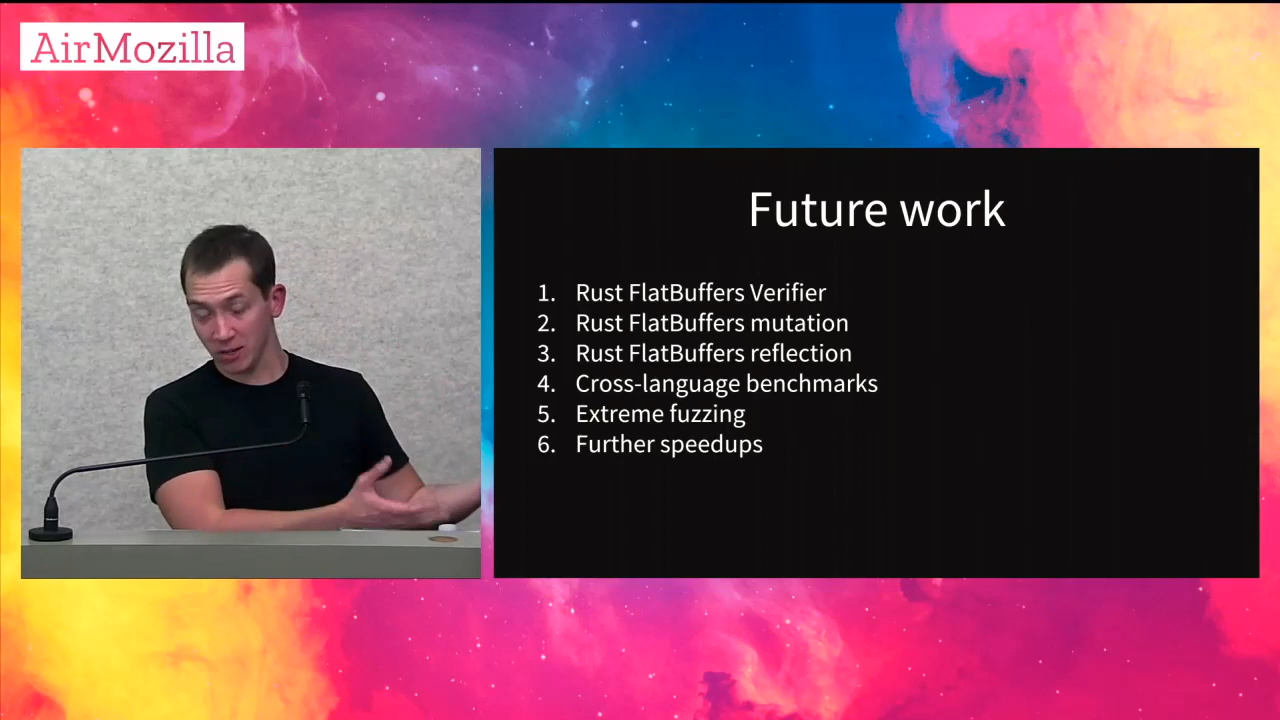 AirMozilla
Future work
1. Rust FlatBuffers Verifier
2. Rust FlatBuffers mutation
3. Rust FlatBuffers reflection
4. Cross-language benchmarks
5. Extreme fuzzing
6. Further speedups